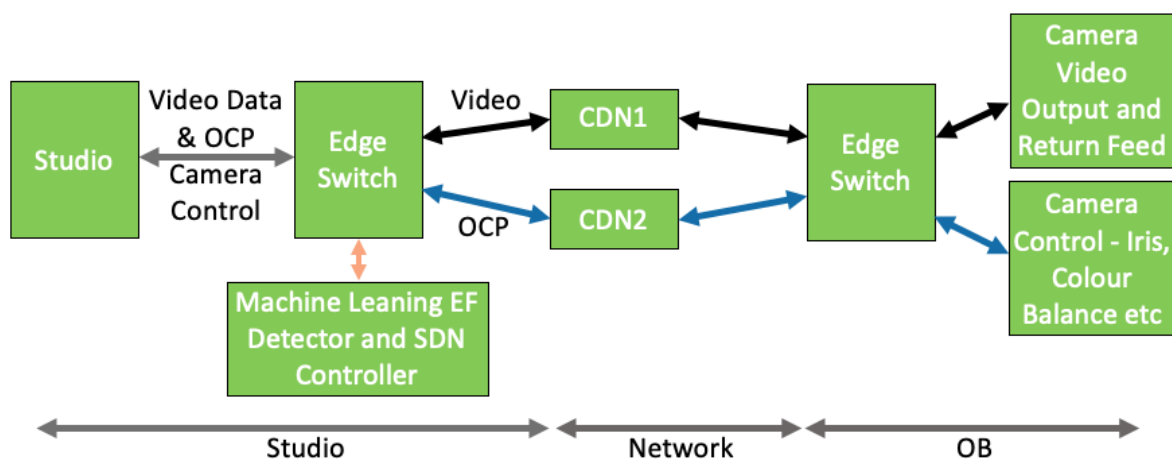 Studio
Video Data
& OCP
Camera
Control
Edge
Switch
Machine Leaning EF
Detector and SDN
Controller
Video
OCP
CDN1
CDN2
Edge
Switch
Camera
Video
Output and
Return Feed
Camera
Control - Iris,
Colour
Balance etc
Studio
Network
OB